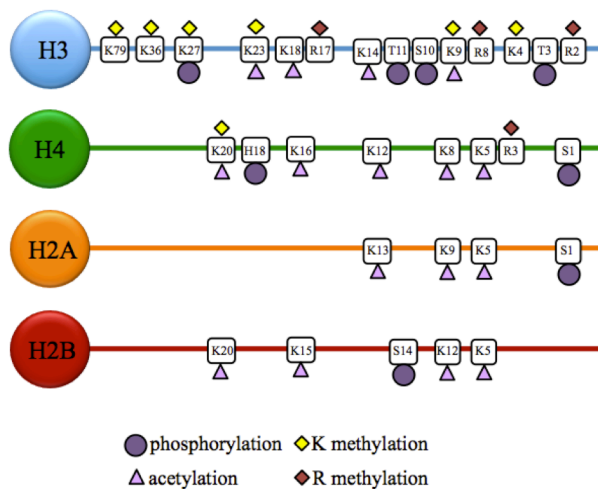 H3 K79 K36 K27 K23 K18 R17 K14 T11 S10 K9 R8 K4 T3 R2
H4 K20 H18 K16 K12 K8 K5 R3 S1
H2A K13 K9 K5 S1
H2B K20 K15 S14 K12 K5
phosphorylation K methylation
acetylation R methylation